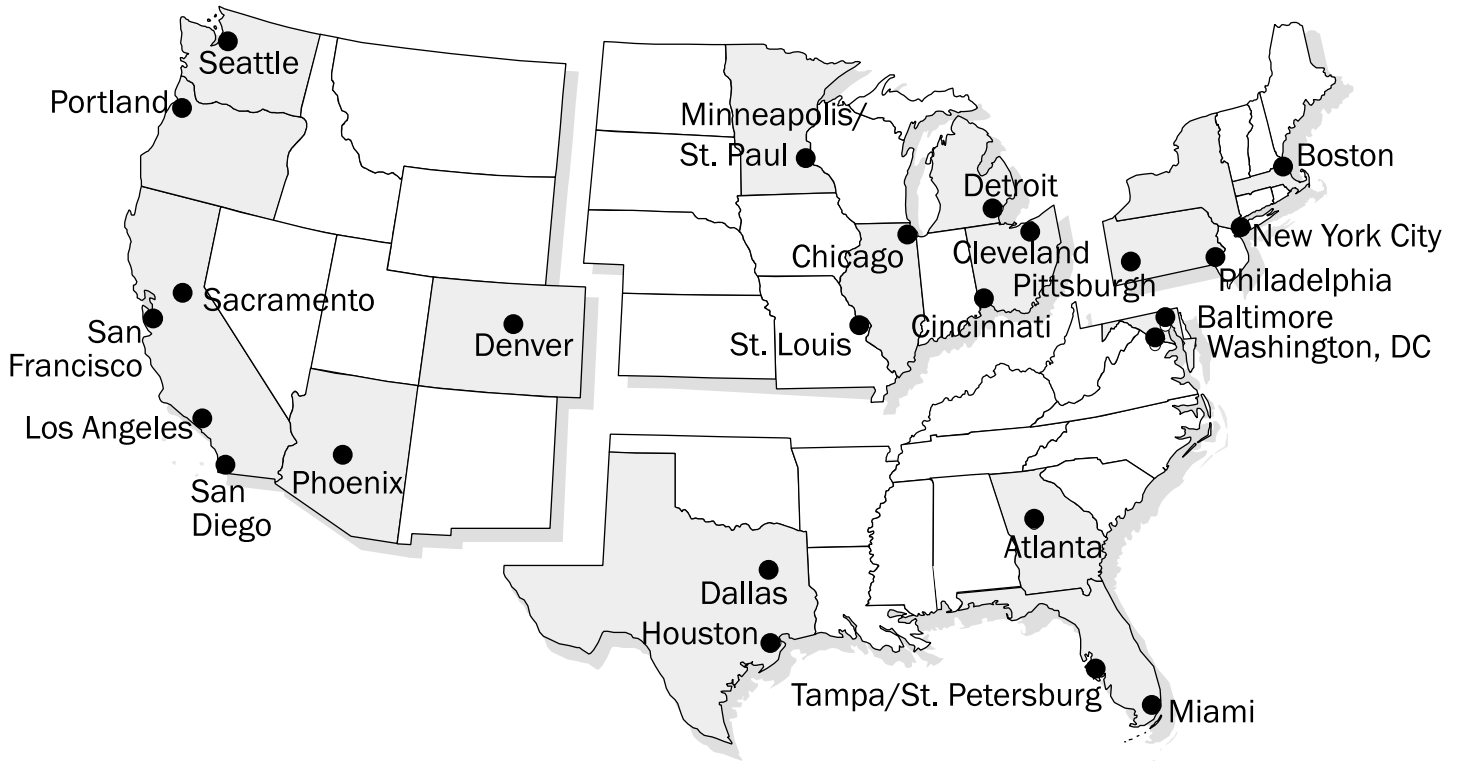 Seattle
Portland
Minneapolis/
St. Paul
Boston
Detroit
New York City
Chicago
Cleveland
Pittsburgh
Philadelphia
Sacramento
San
Francisco
Denver
St. Louis
Cincinnati
Baltimore
Washington, DC
Los Angeles
San
Diego
Phoenix
Atlanta
Dallas
Houston
Tampa/St. Petersburg
Miami